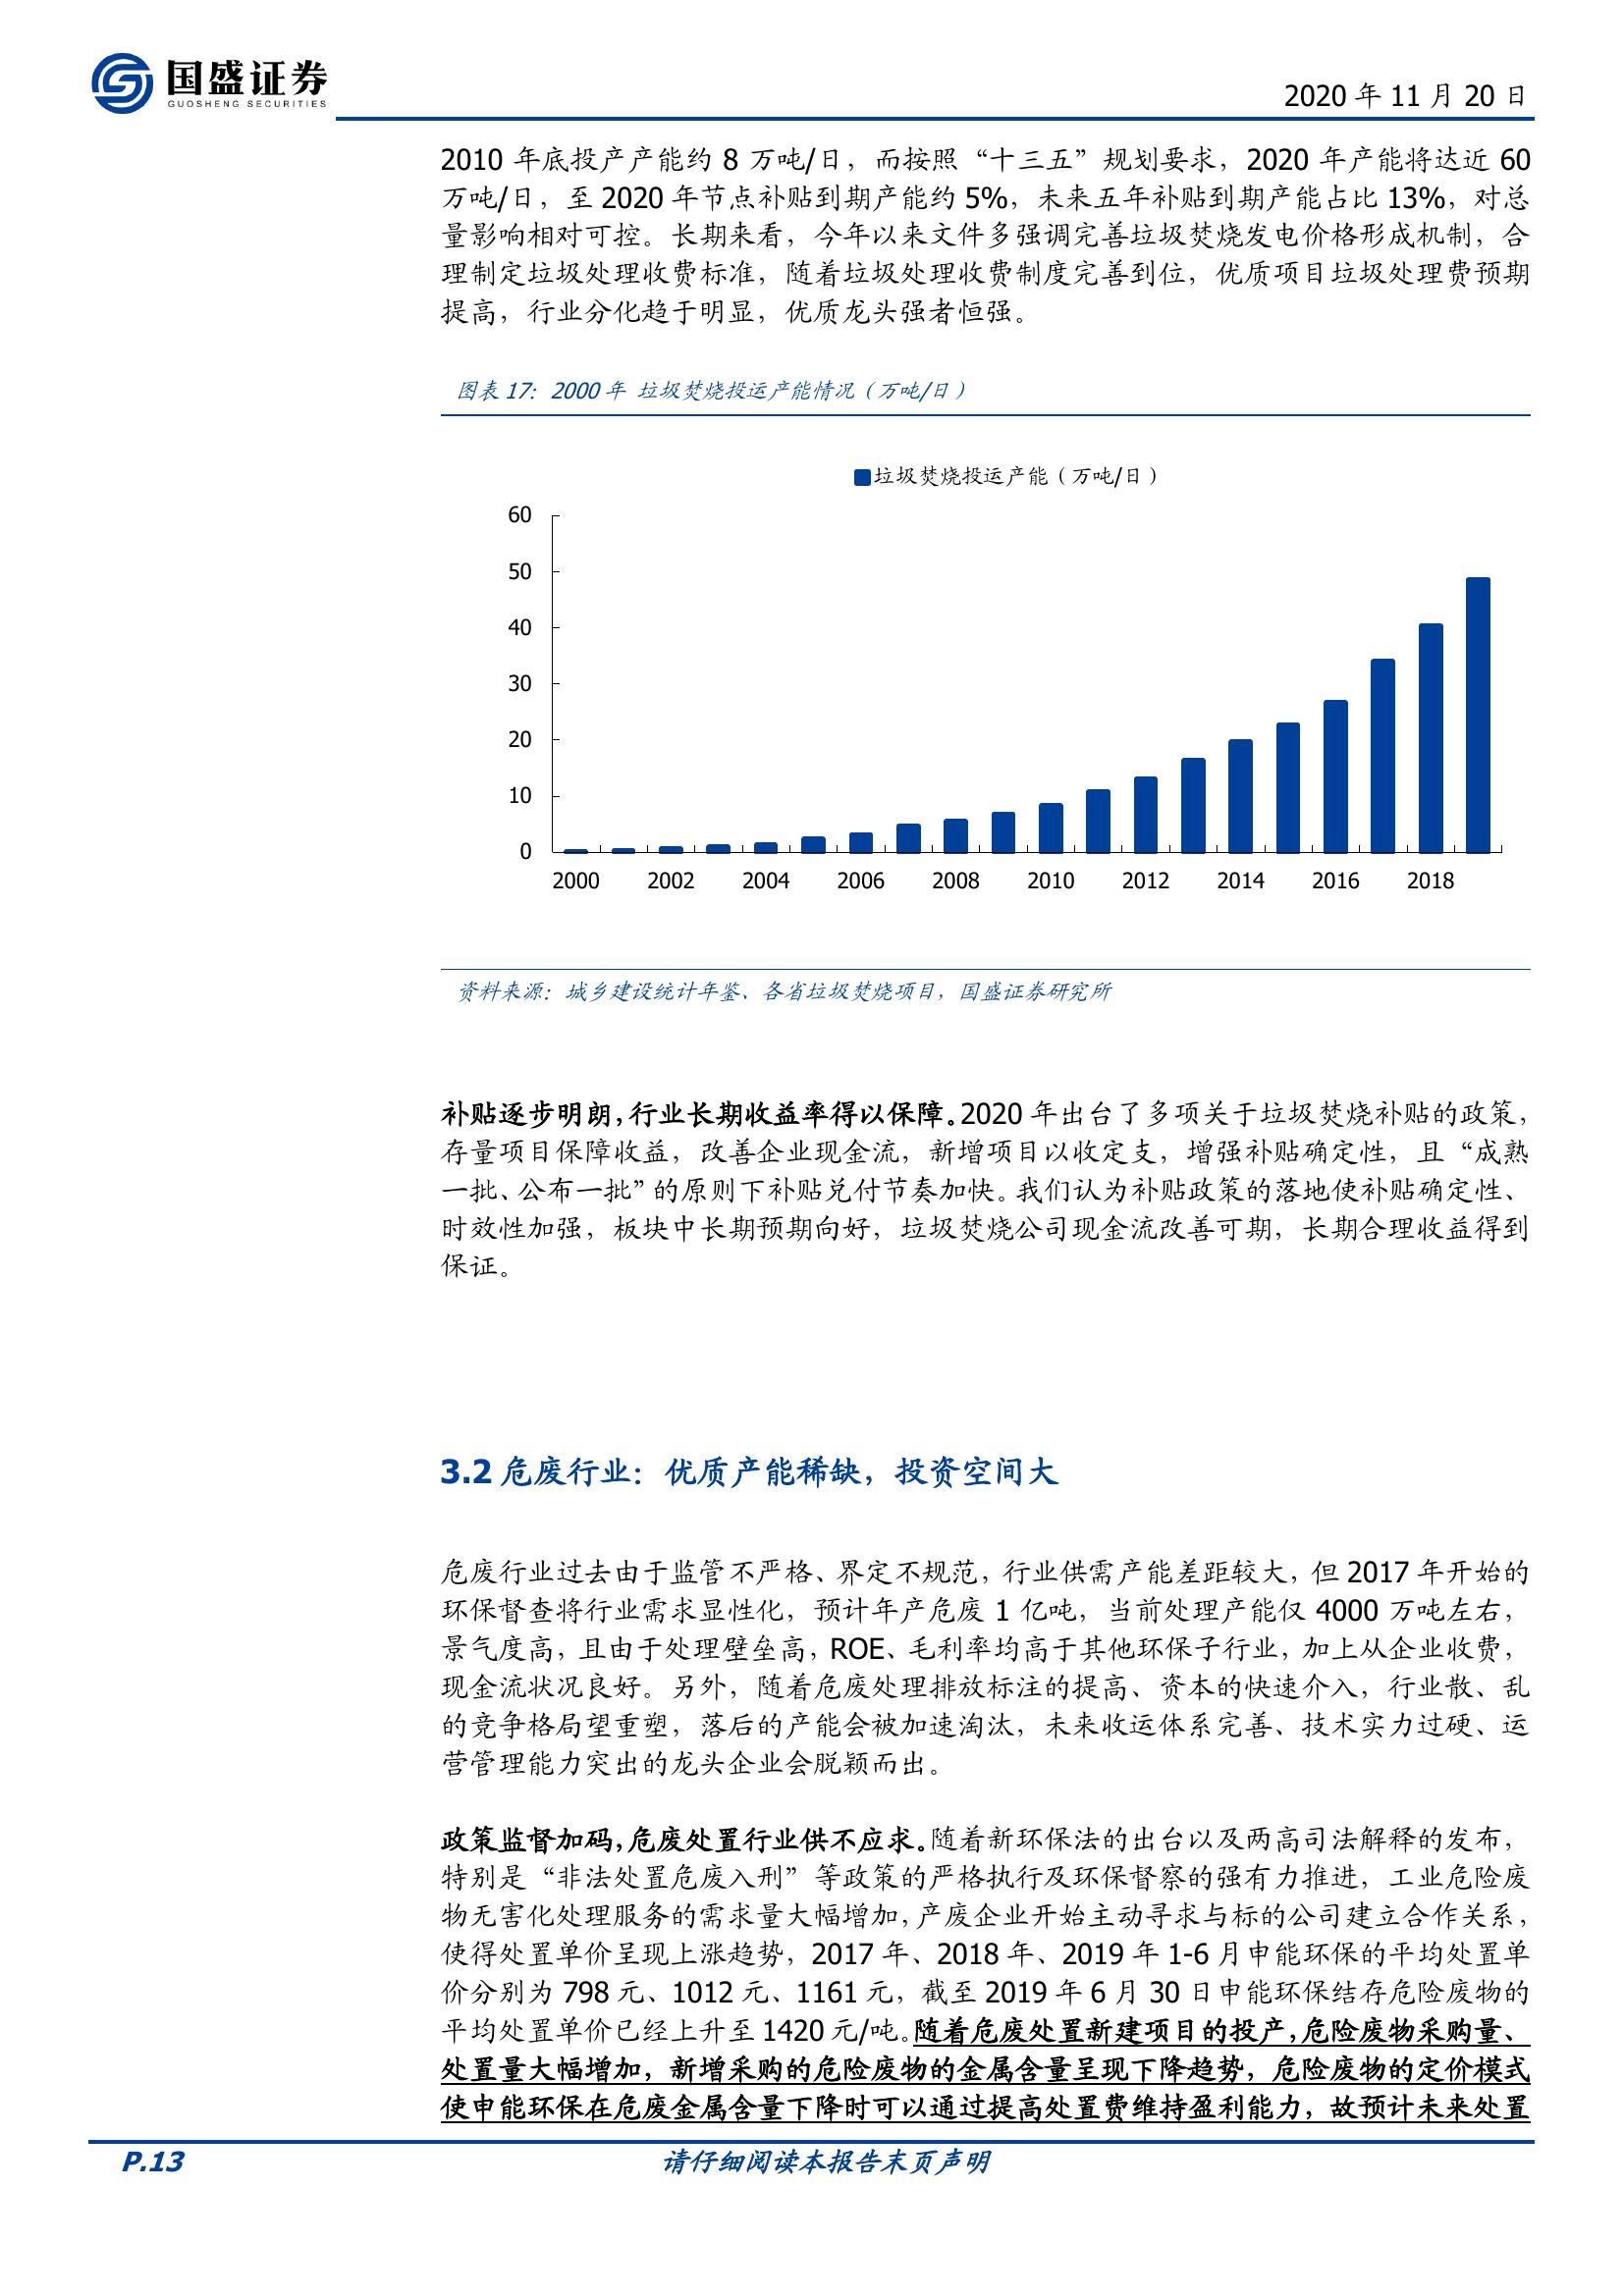 国盛证券
GUOSHENG SECURITIES
2020 年 11 月 20 日
2010 年底投产产能约 8 万吨/日，而按照“十三五”规划要求，2020 年产能将达近 60
万吨/日，至 2020 年节点补贴到期产能约 5%，未来五年补贴到期产能占比 13%，对总
量影响相对可控。长期来看，今年以来文件多强调完善垃圾焚烧发电价格形成机制，合
理制定垃圾处理收费标准，随着垃圾处理收费制度完善到位，优质项目垃圾处理费预期
提高，行业分化趋于明显，优质龙头强者恒强。
图表 17：2000 年 垃圾焚烧投运产能情况（万吨/日）
垃圾焚烧投运产能（万吨/日）
60
50
40
30
20
10
0
2000 2002 2004 2006 2008 2010 2012 2014 2016 2018
资料来源：城乡建设统计年鉴、各省垃圾焚烧项目，国盛证券研究所
补贴逐步明朗，行业长期收益率得以保障。2020 年出台了多项关于垃圾焚烧补贴的政策，
存量项目保障收益，改善企业现金流，新增项目以收定支，增强补贴确定性，且“成熟
一批、公布一批”的原则下补贴兑付节奏加快。我们认为补贴政策的落地使补贴确定性、
时效性加强，板块中长期预期向好，垃圾焚烧公司现金流改善可期，长期合理收益得到
保证。
3.2 危废行业：优质产能稀缺，投资空间大
危废行业过去由于监管不严格、界定不规范，行业供需产能差距较大，但 2017 年开始的
环保督查将行业需求显性化，预计年产危废 1 亿吨，当前处理产能仅 4000 万吨左右，
景气度高，且由于处理壁垒高，ROE、毛利率均高于其他环保子行业，加上从企业收费，
现金流状况良好。另外，随着危废处理排放标注的提高、资本的快速介入，行业散、乱
的竞争格局望重塑，落后的产能会被加速淘汰，未来收运体系完善、技术实力过硬、运
营管理能力突出的龙头企业会脱颖而出。
政策监督加码，危废处置行业供不应求。随着新环保法的出台以及两高司法解释的发布，
特别是“非法处置危废入刑”等政策的严格执行及环保督察的强有力推进，工业危险废
物无害化处理服务的需求量大幅增加，产废企业开始主动寻求与标的公司建立合作关系，
使得处置单价呈现上涨趋势，2017 年、2018 年、2019 年 1-6 月申能环保的平均处置单
价分别为 798 元、1012 元、1161 元，截至 2019 年 6 月 30 日申能环保结存危险废物的
平均处置单价已经上升至 1420 元/吨。随着危废处置新建项目的投产，危险废物采购量、
处置量大幅增加，新增采购的危险废物的金属含量呈现下降趋势，危险废物的定价模式
使申能环保在危废金属含量下降时可以通过提高处置费维持盈利能力，故预计未来处置
P.13
请仔细阅读本报告末页声明